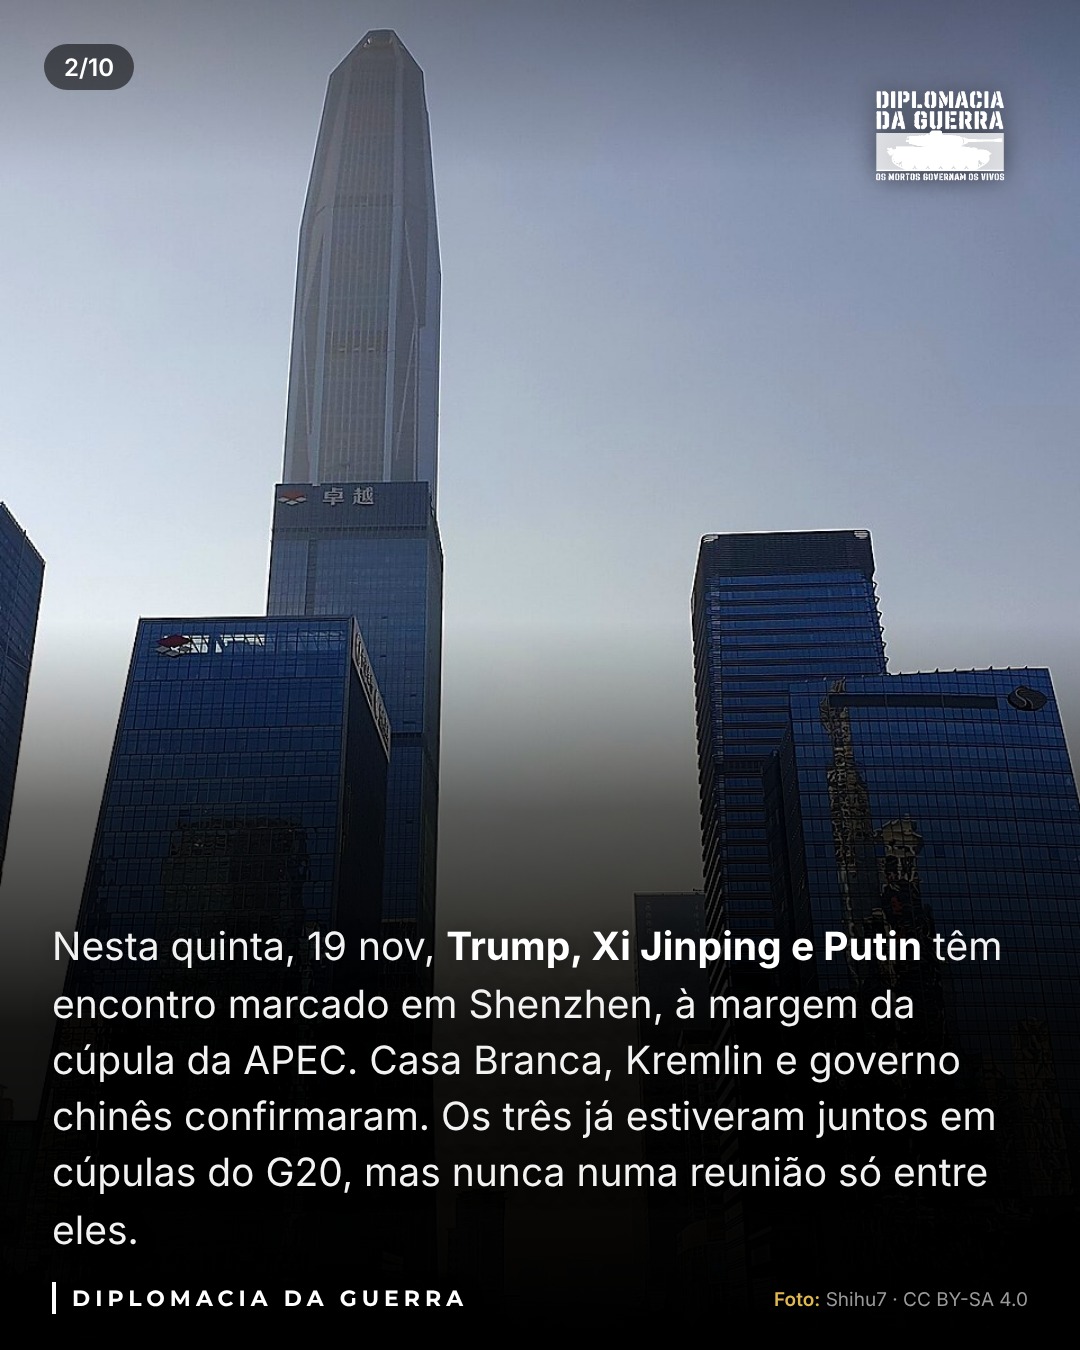 2/10
DIPLOMACIA
DA GUERRA
OS MORTOS GOVERNAM OS VIVOS
卓越
Nesta quinta, 19 nov, Trump, Xi Jinping e Putin têm
encontro marcado em Shenzhen, à margem da
cúpula da APEC. Casa Branca, Kremlin e governo
chinês confirmaram. Os três já estiveram juntos em
cúpulas do G20, mas nunca numa reunião só entre
eles.
DIPLOMACIA DA GUERRA
Foto: Shihu7 · CC BY-SA 4.0